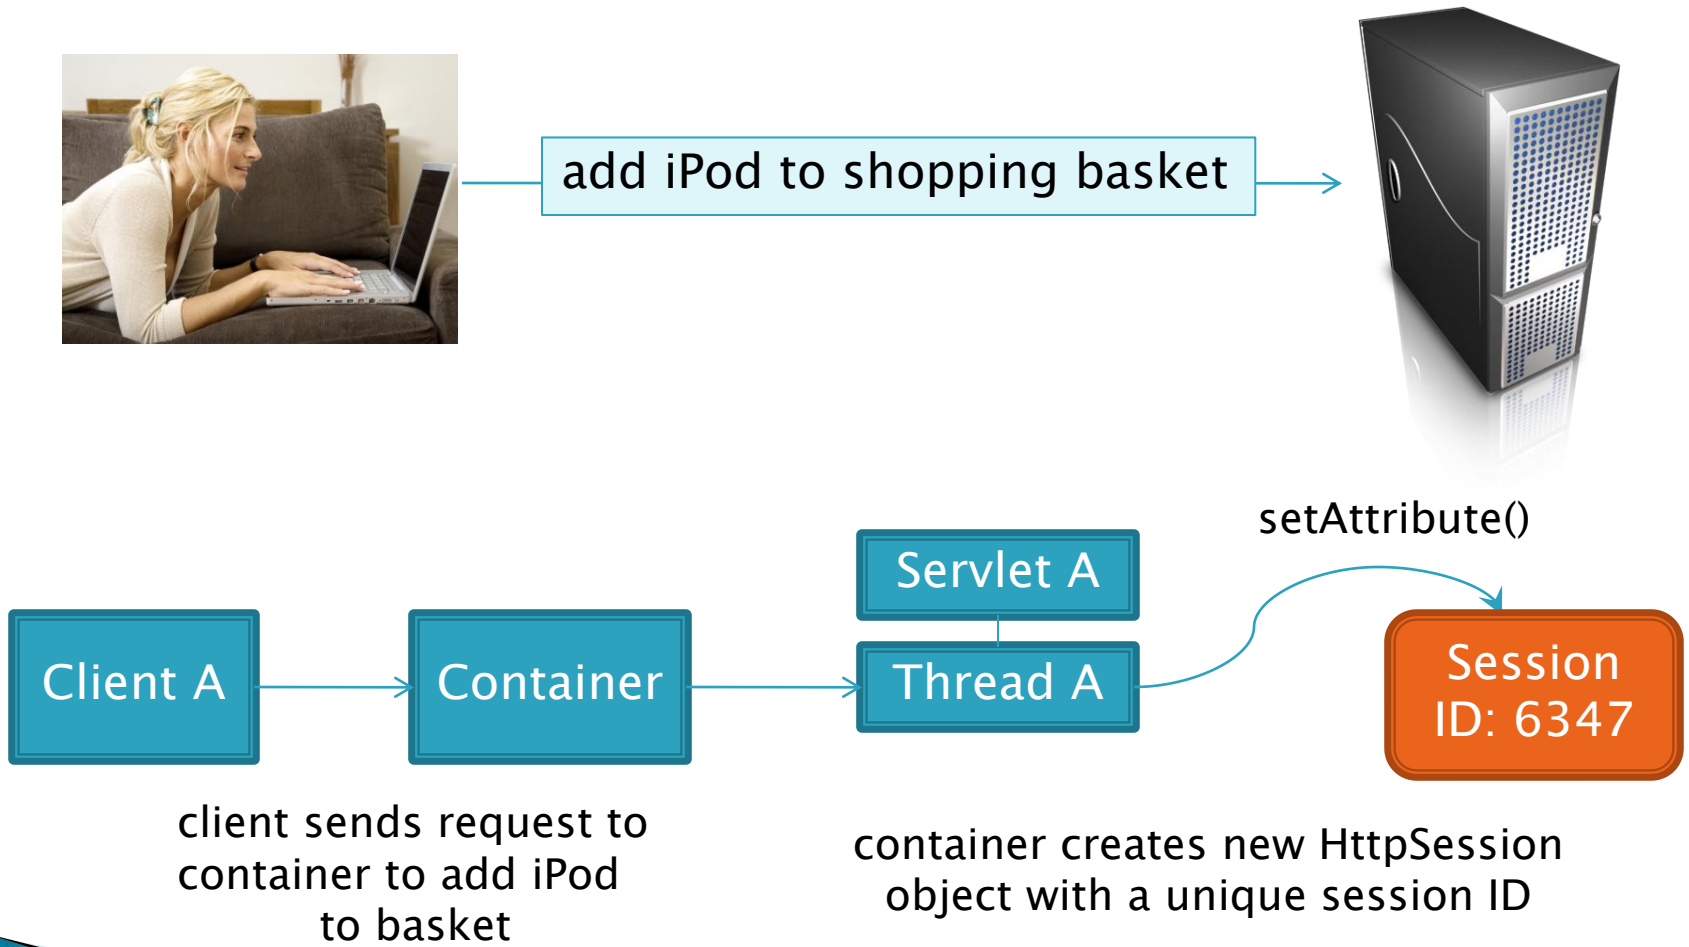 add iPod to shopping basket
setAttribute()
Servlet A
Client A
Container
Thread A
Session
ID: 6347
client sends request to
container to add iPod
to basket
container creates new HttpSession
object with a unique session ID